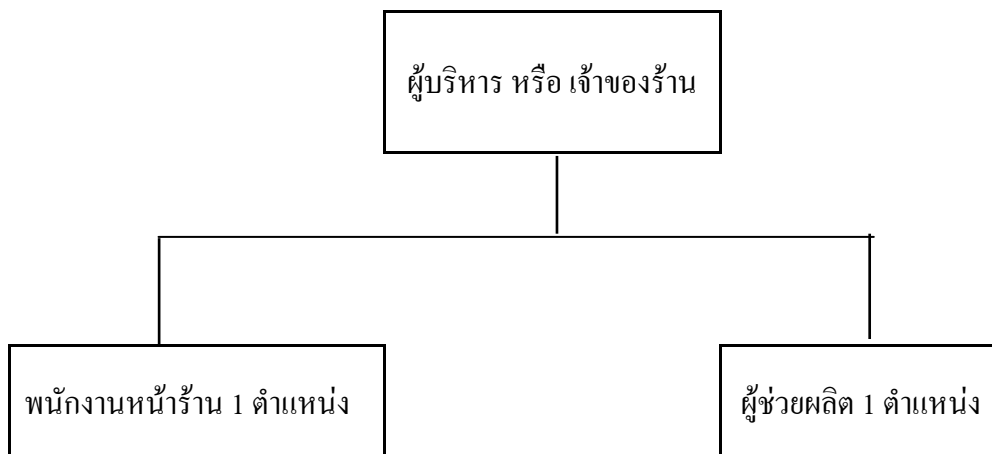 ผู้บริหาร หรือ เจ้าของร้าน
พนักงานหน้าร้าน 1 ตำแหน่ง
ผู้ช่วยผลิต 1 ตำแหน่ง